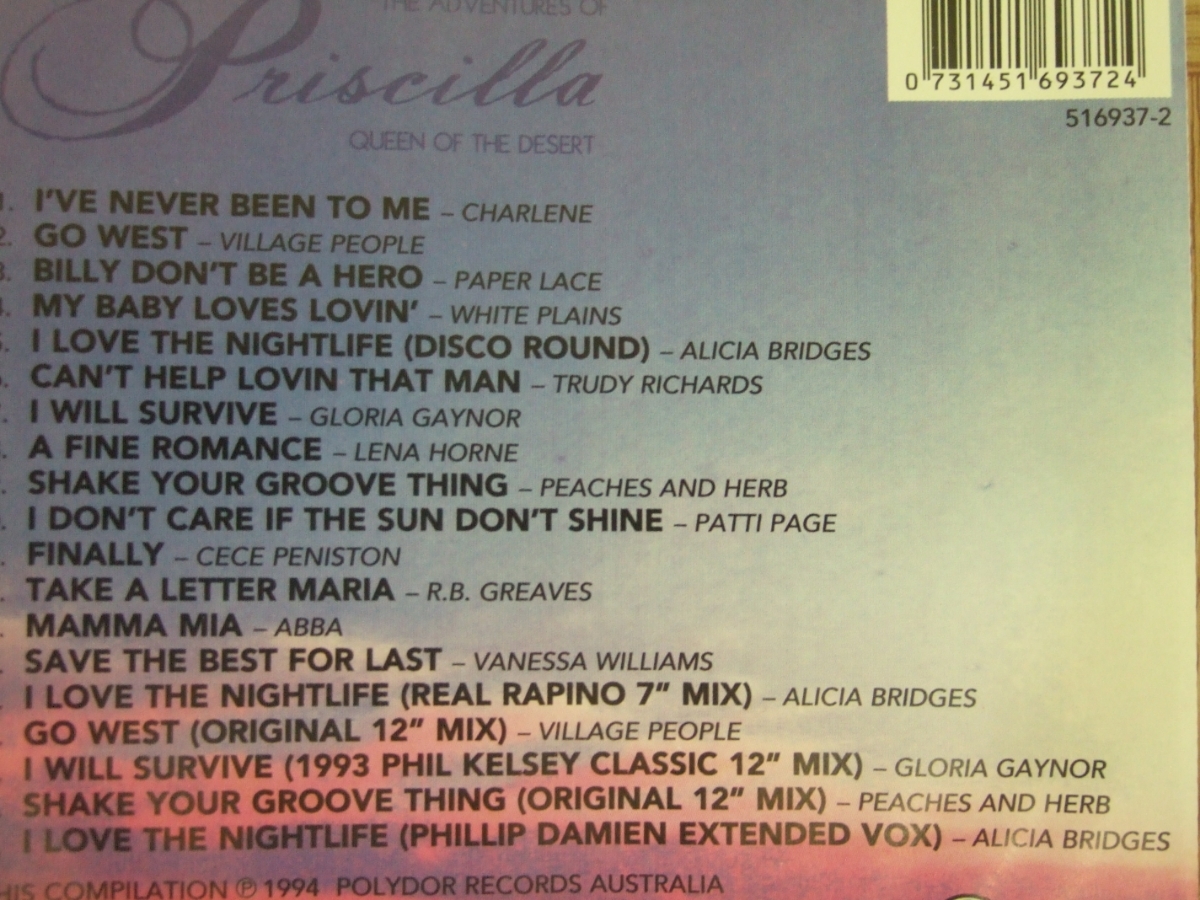 THE ADVENTURES OF
Priscilla
QUEEN OF THE DESERT
0 731451 693724
516937-2
1. I'VE NEVER BEEN TO ME – CHARLENE
2. GO WEST – VILLAGE PEOPLE
3. BILLY DON'T BE A HERO – PAPER LACE
. MY BABY LOVES LOVIN' – WHITE PLAINS
. I LOVE THE NIGHTLIFE (DISCO ROUND) – ALICIA BRIDGES
. CAN'T HELP LOVIN THAT MAN – TRUDY RICHARDS
. I WILL SURVIVE – GLORIA GAYNOR
. A FINE ROMANCE – LENA HORNE
. SHAKE YOUR GROOVE THING – PEACHES AND HERB
. I DON'T CARE IF THE SUN DON'T SHINE – PATTI PAGE
. FINALLY – CECE PENISTON
. TAKE A LETTER MARIA – R.B. GREAVES
. MAMMA MIA – ABBA
SAVE THE BEST FOR LAST – VANESSA WILLIAMS
I LOVE THE NIGHTLIFE (REAL RAPINO 7" MIX) – ALICIA BRIDGES
GO WEST (ORIGINAL 12" MIX) – VILLAGE PEOPLE
I WILL SURVIVE (1993 PHIL KELSEY CLASSIC 12" MIX) – GLORIA GAYNOR
SHAKE YOUR GROOVE THING (ORIGINAL 12" MIX) – PEACHES AND HERB
I LOVE THE NIGHTLIFE (PHILLIP DAMIEN EXTENDED VOX) – ALICIA BRIDGES
HIS COMPILATION ℗ 1994 POLYDOR RECORDS AUSTRALIA